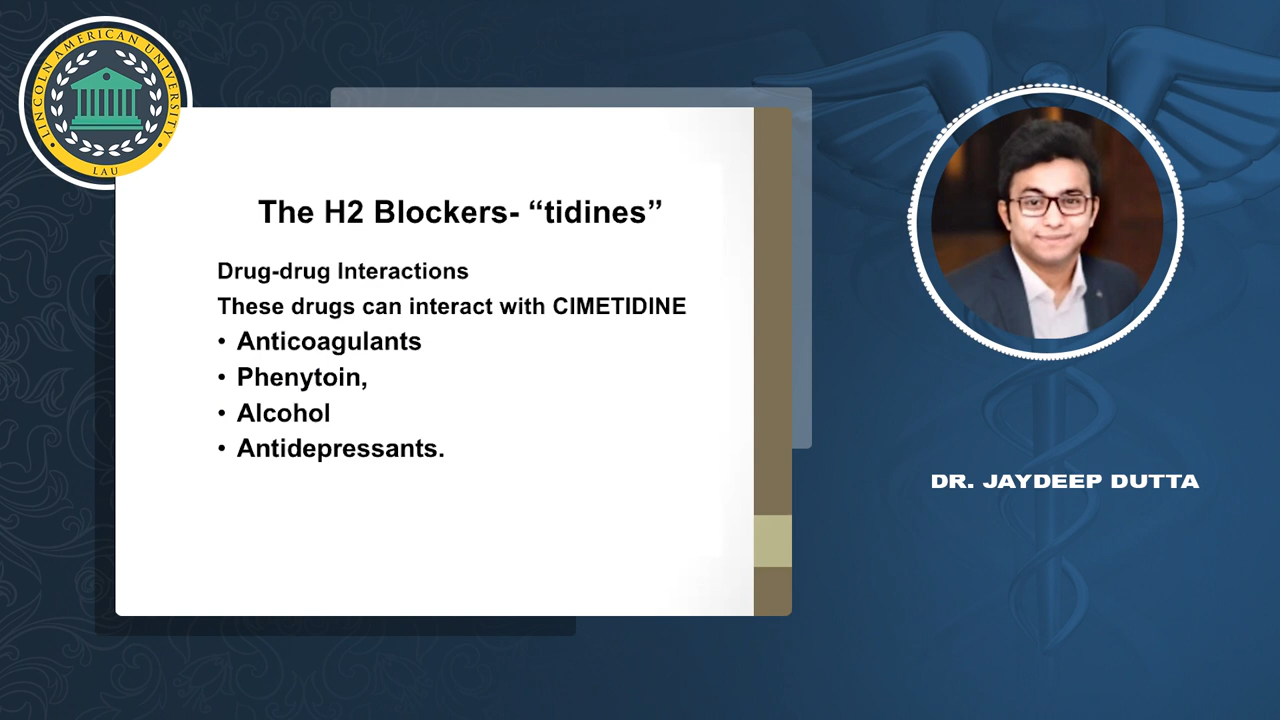 LINCOLN AMERICAN UNIVERSITY
LAU
The H2 Blockers- “tidines”
Drug-drug Interactions
These drugs can interact with CIMETIDINE
• Anticoagulants
• Phenytoin,
• Alcohol
• Antidepressants.
DR. JAYDEEP DUTTA